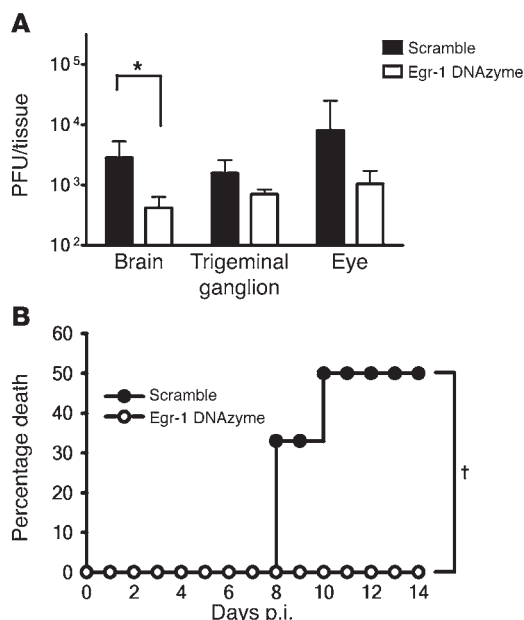 A
PFU/tissue
10⁵
10⁴
10³
10²
*
Scramble
Egr-1 DNAzyme
Brain
Trigeminal
ganglion
Eye
B
Percentage death
60
50
40
30
20
10
0
Scramble
Egr-1 DNAzyme
†
0 2 4 6 8 10 12 14
Days p.i.